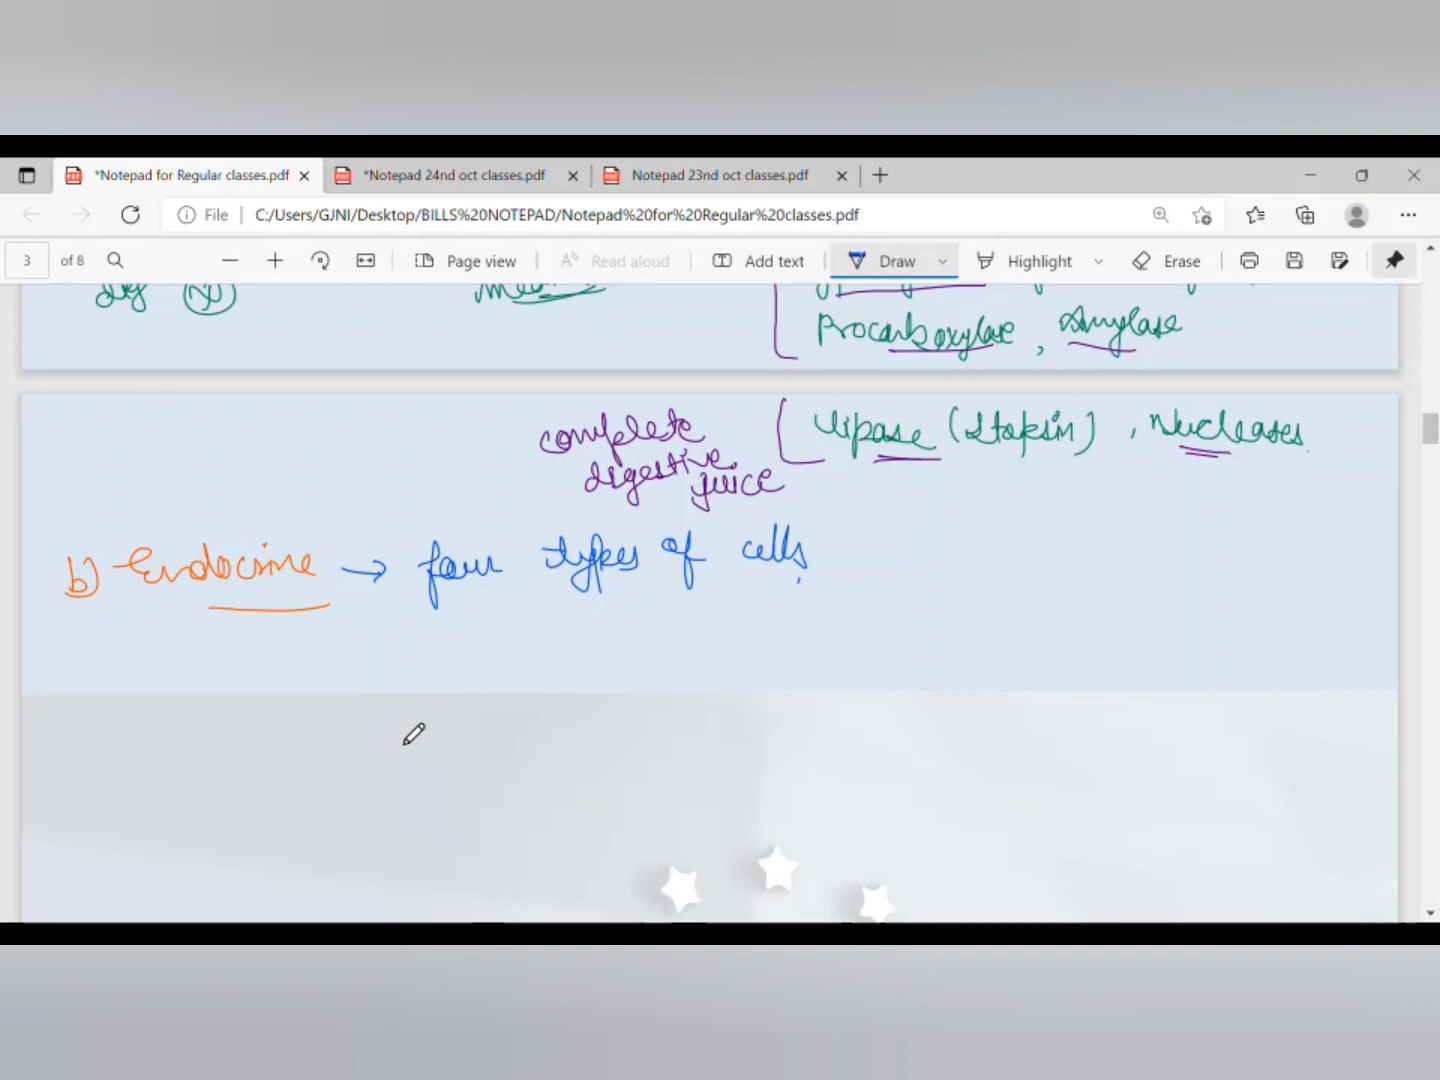 *Notepad for Regular classes.pdf *Notepad 24nd oct classes.pdf Notepad 23nd oct classes.pdf
File C:/Users/GJNI/Desktop/BILLS%20NOTEPAD/Notepad%20for%20Regular%20classes.pdf
3 of 8 Page view Read aloud Add text Draw Highlight Erase
Procarboxylase , Amylase
complete
digestive
juice
Lipase (Stapsin) , Nucleases
b) Endocrine → four types of cells